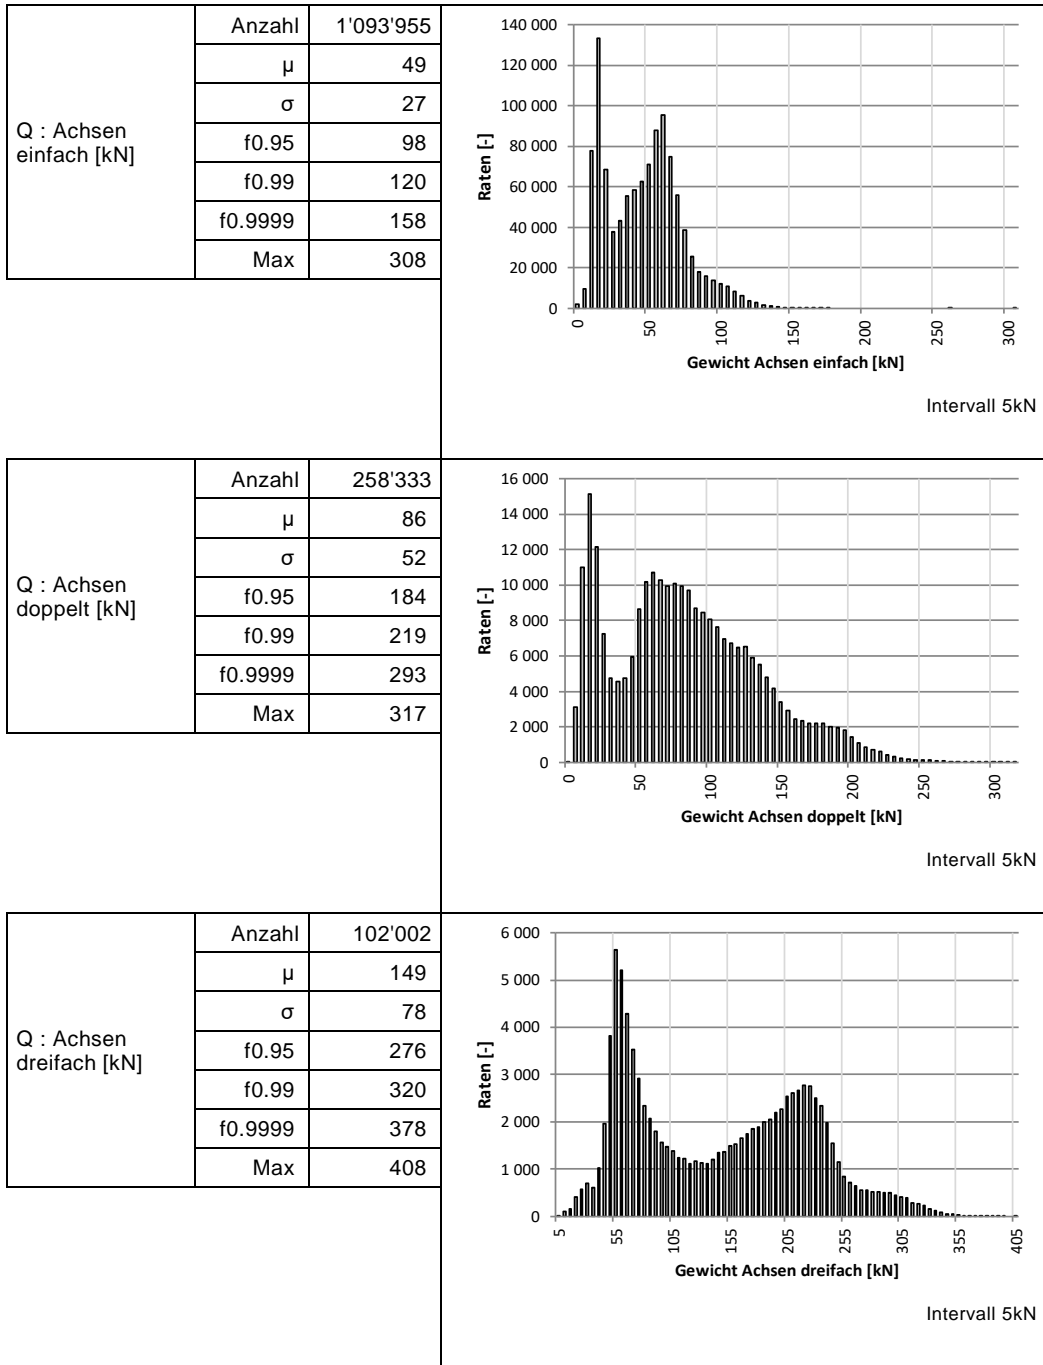 Q : Achsen
einfach [kN]
Anzahl 1'093'955
µ 49
σ 27
f0.95 98
f0.99 120
f0.9999 158
Max 308
Raten [-]
140 000
120 000
100 000
80 000
60 000
40 000
20 000
0
0 50 100 150 200 250 300
Gewicht Achsen einfach [kN]
Intervall 5kN
Q : Achsen
doppelt [kN]
Anzahl 258'333
µ 86
σ 52
f0.95 184
f0.99 219
f0.9999 293
Max 317
Raten [-]
16 000
14 000
12 000
10 000
8 000
6 000
4 000
2 000
0
0 50 100 150 200 250 300
Gewicht Achsen doppelt [kN]
Intervall 5kN
Q : Achsen
dreifach [kN]
Anzahl 102'002
µ 149
σ 78
f0.95 276
f0.99 320
f0.9999 378
Max 408
Raten [-]
6 000
5 000
4 000
3 000
2 000
1 000
0
5 55 105 155 205 255 305 355 405
Gewicht Achsen dreifach [kN]
Intervall 5kN